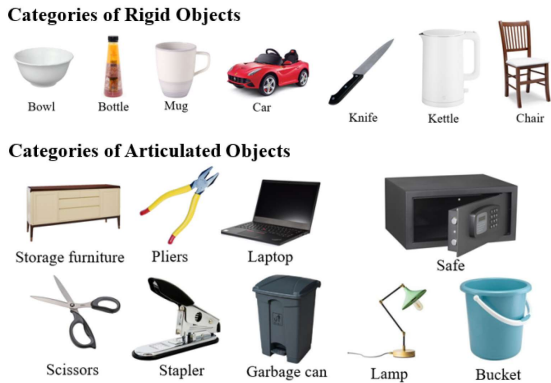 Categories of Rigid Objects
Bowl
Bottle
Mug
Car
Knife
Kettle
Chair
Categories of Articulated Objects
Storage furniture
Pliers
Laptop
Safe
Scissors
Stapler
Garbage can
Lamp
Bucket